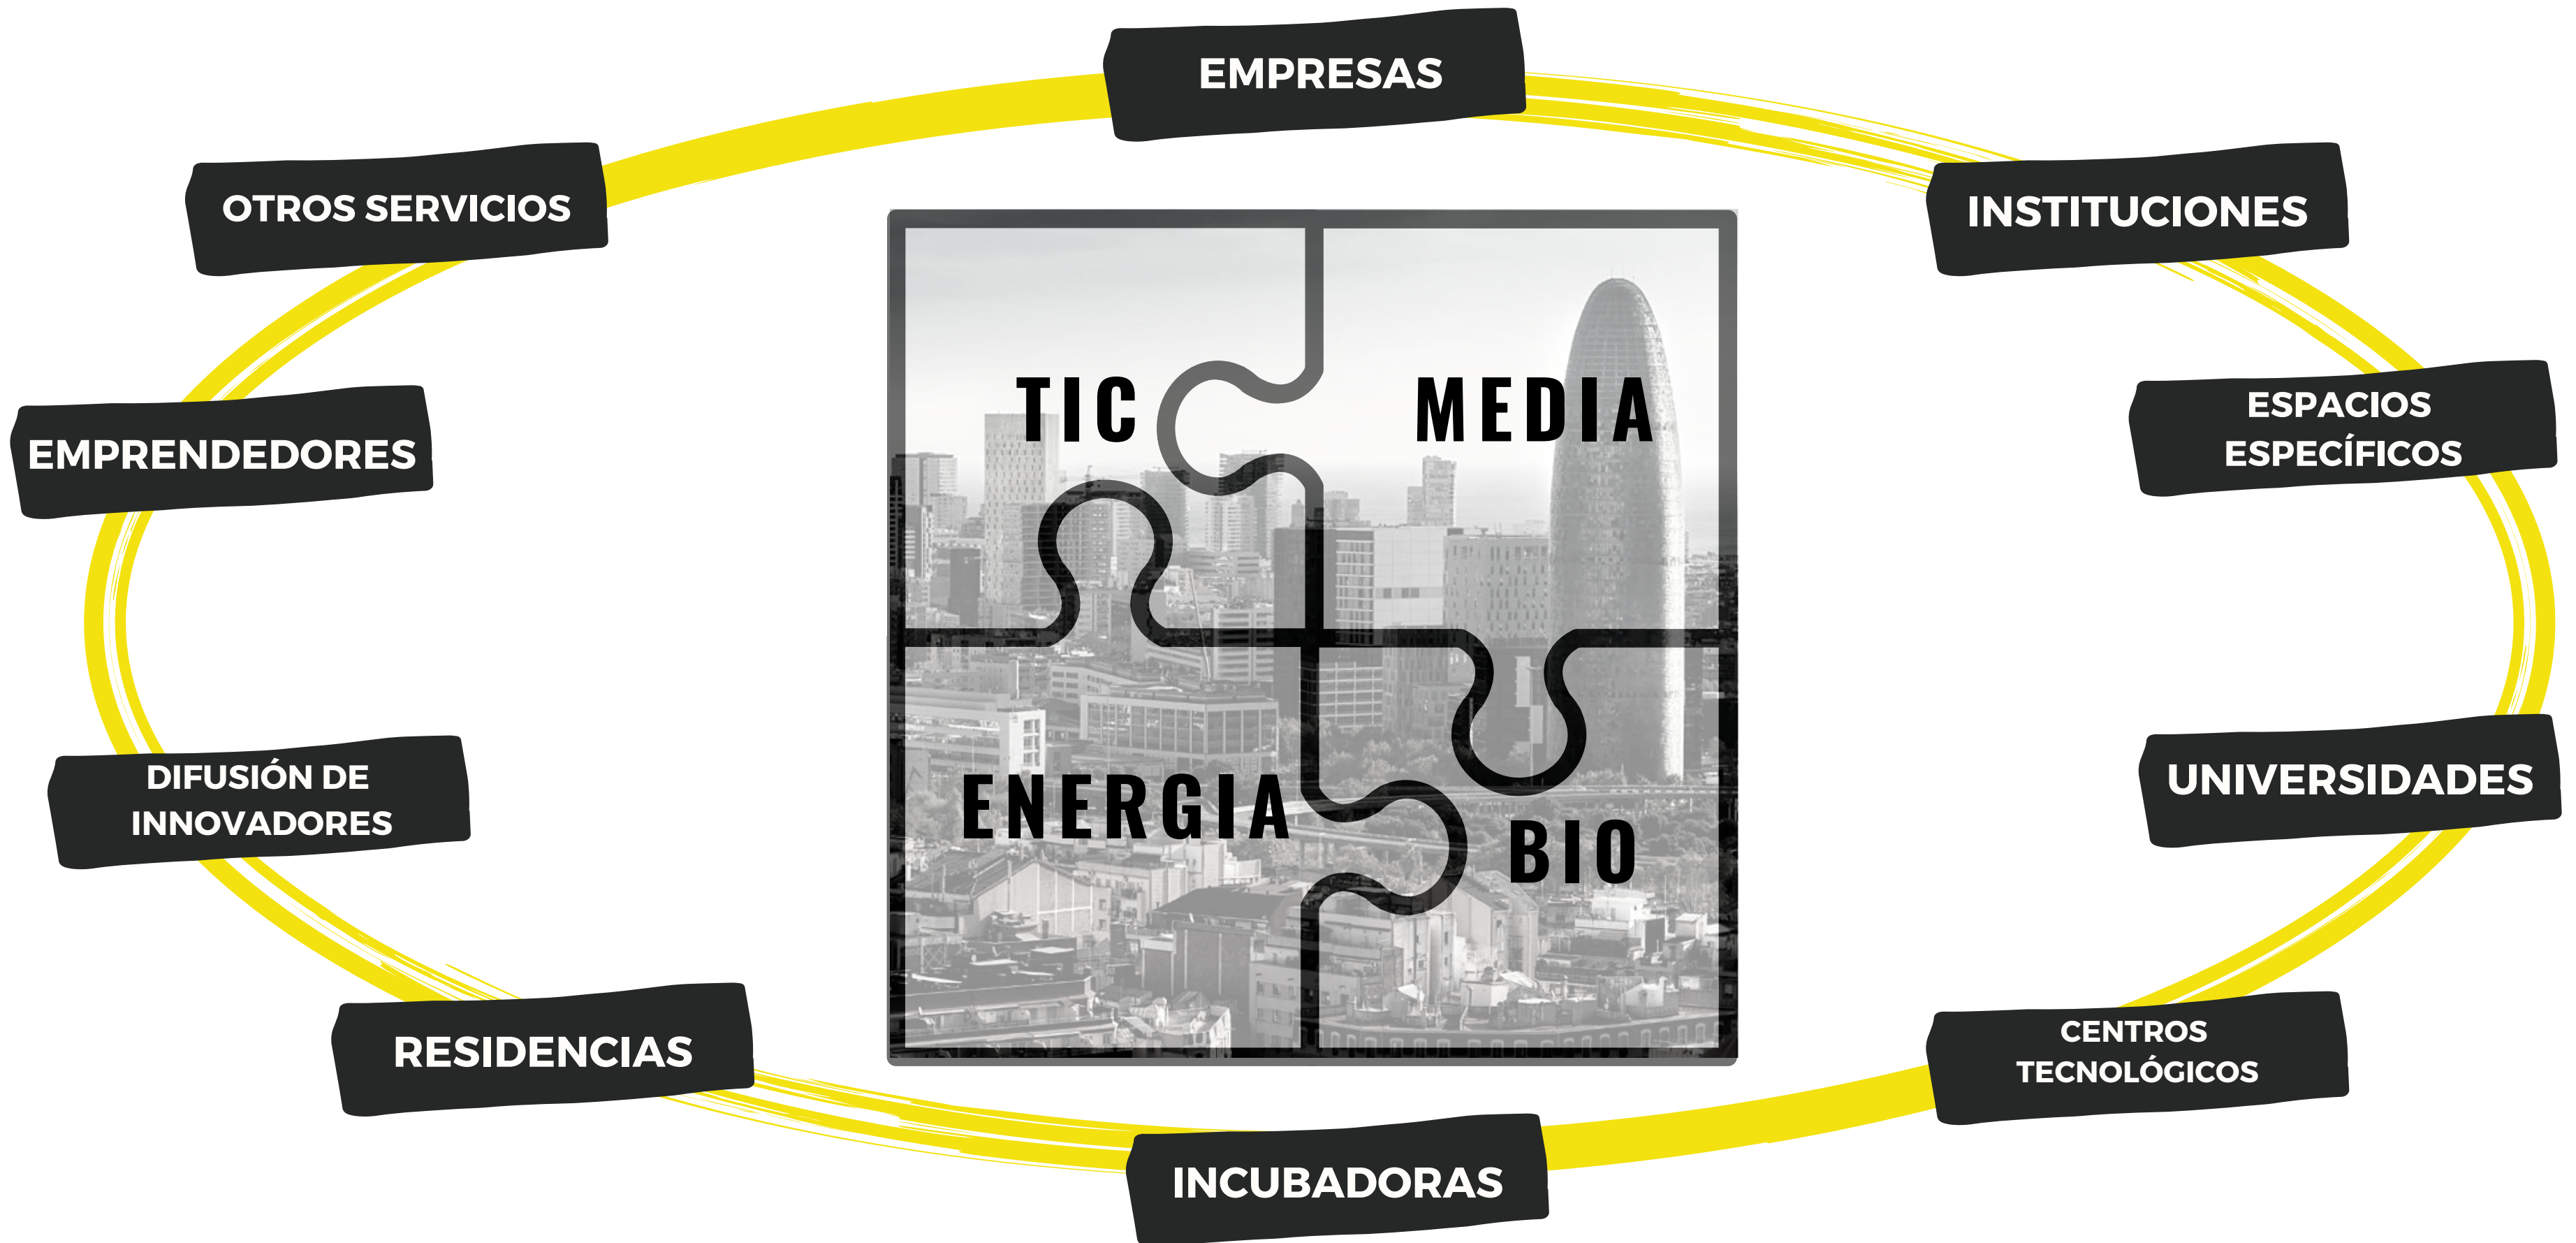 EMPRESAS
OTROS SERVICIOS
INSTITUCIONES
TIC
MEDIA
EMPRENDEDORES
ESPACIOS
ESPECÍFICOS
DIFUSIÓN DE
INNOVADORES
ENERGIA
BIO
UNIVERSIDADES
RESIDENCIAS
CENTROS
TECNOLÓGICOS
INCUBADORAS